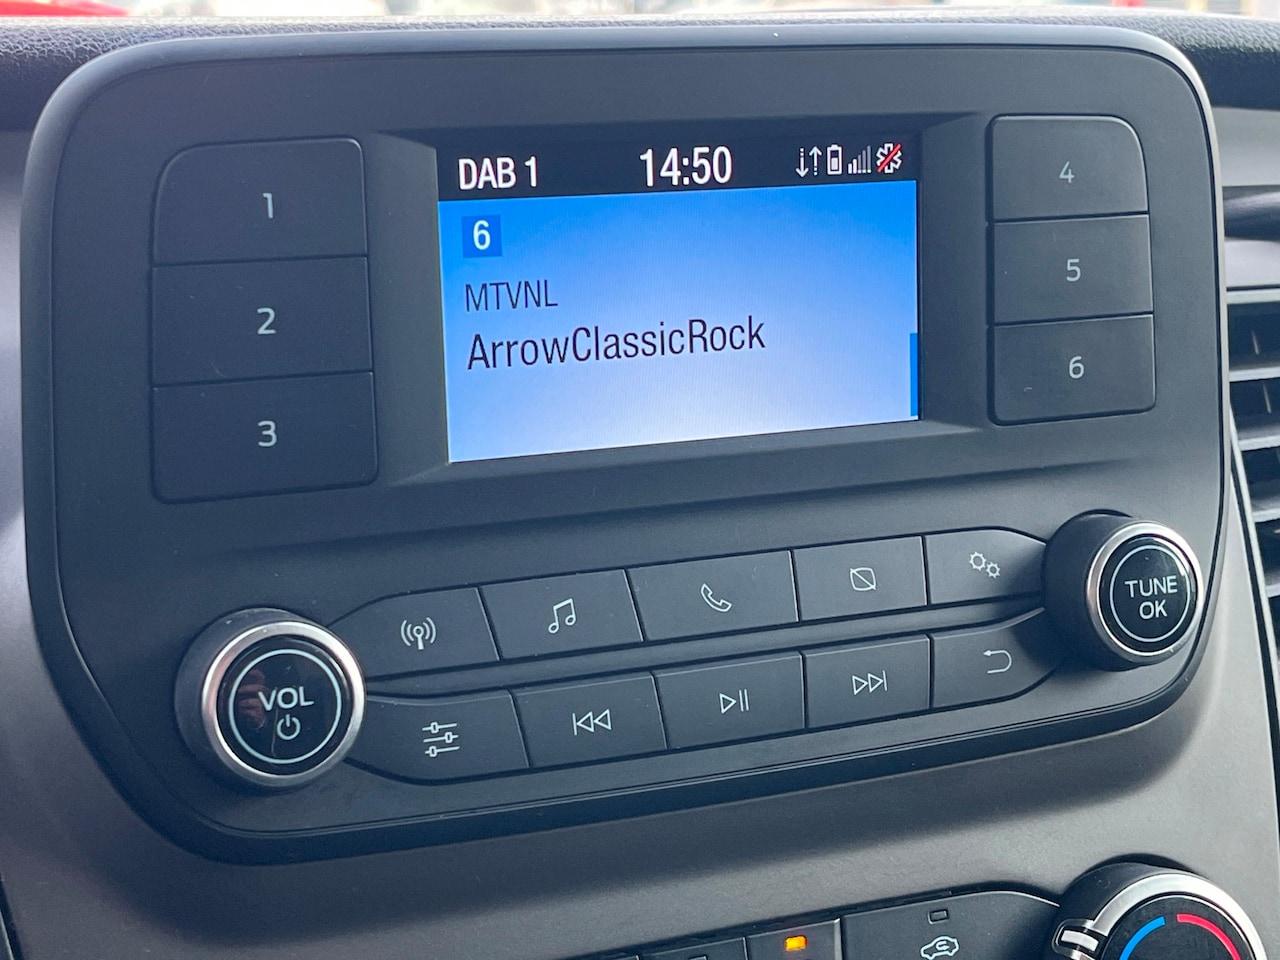 DAB 1 14:50
6
MTVNL
ArrowClassicRock
1
2
3
4
5
6
VOL
TUNE
OK